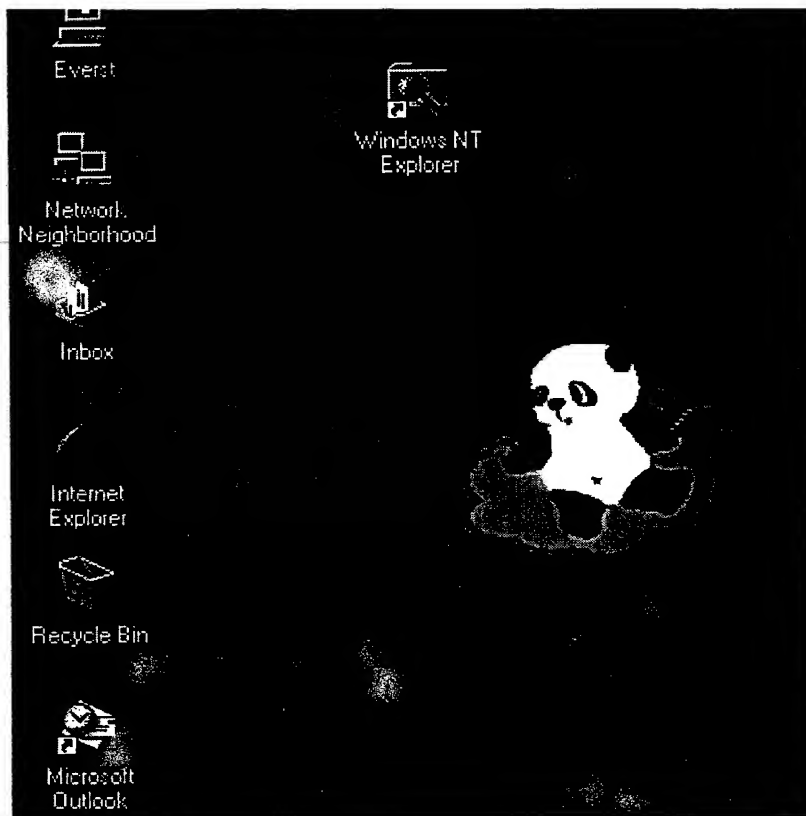 Everst
Windows NT
Explorer
Network
Neighborhood
Inbox
Internet
Explorer
Recycle Bin
Microsoft
Outlook